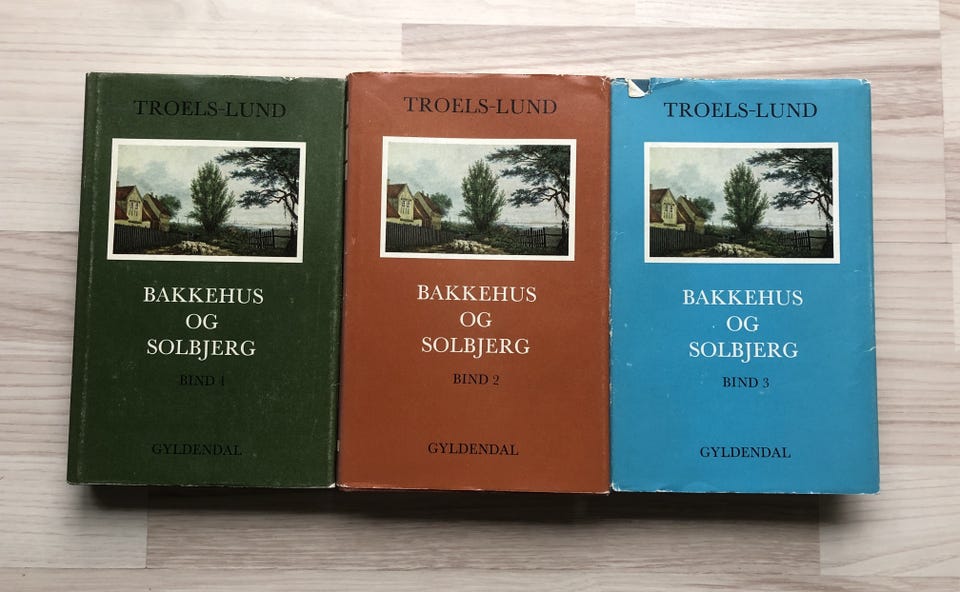 TROELS-LUND
BAKKEHUS
OG
SOLBJERG
BIND 1
GYLDENDAL
TROELS-LUND
BAKKEHUS
OG
SOLBJERG
BIND 2
GYLDENDAL
TROELS-LUND
BAKKEHUS
OG
SOLBJERG
BIND 3
GYLDENDAL